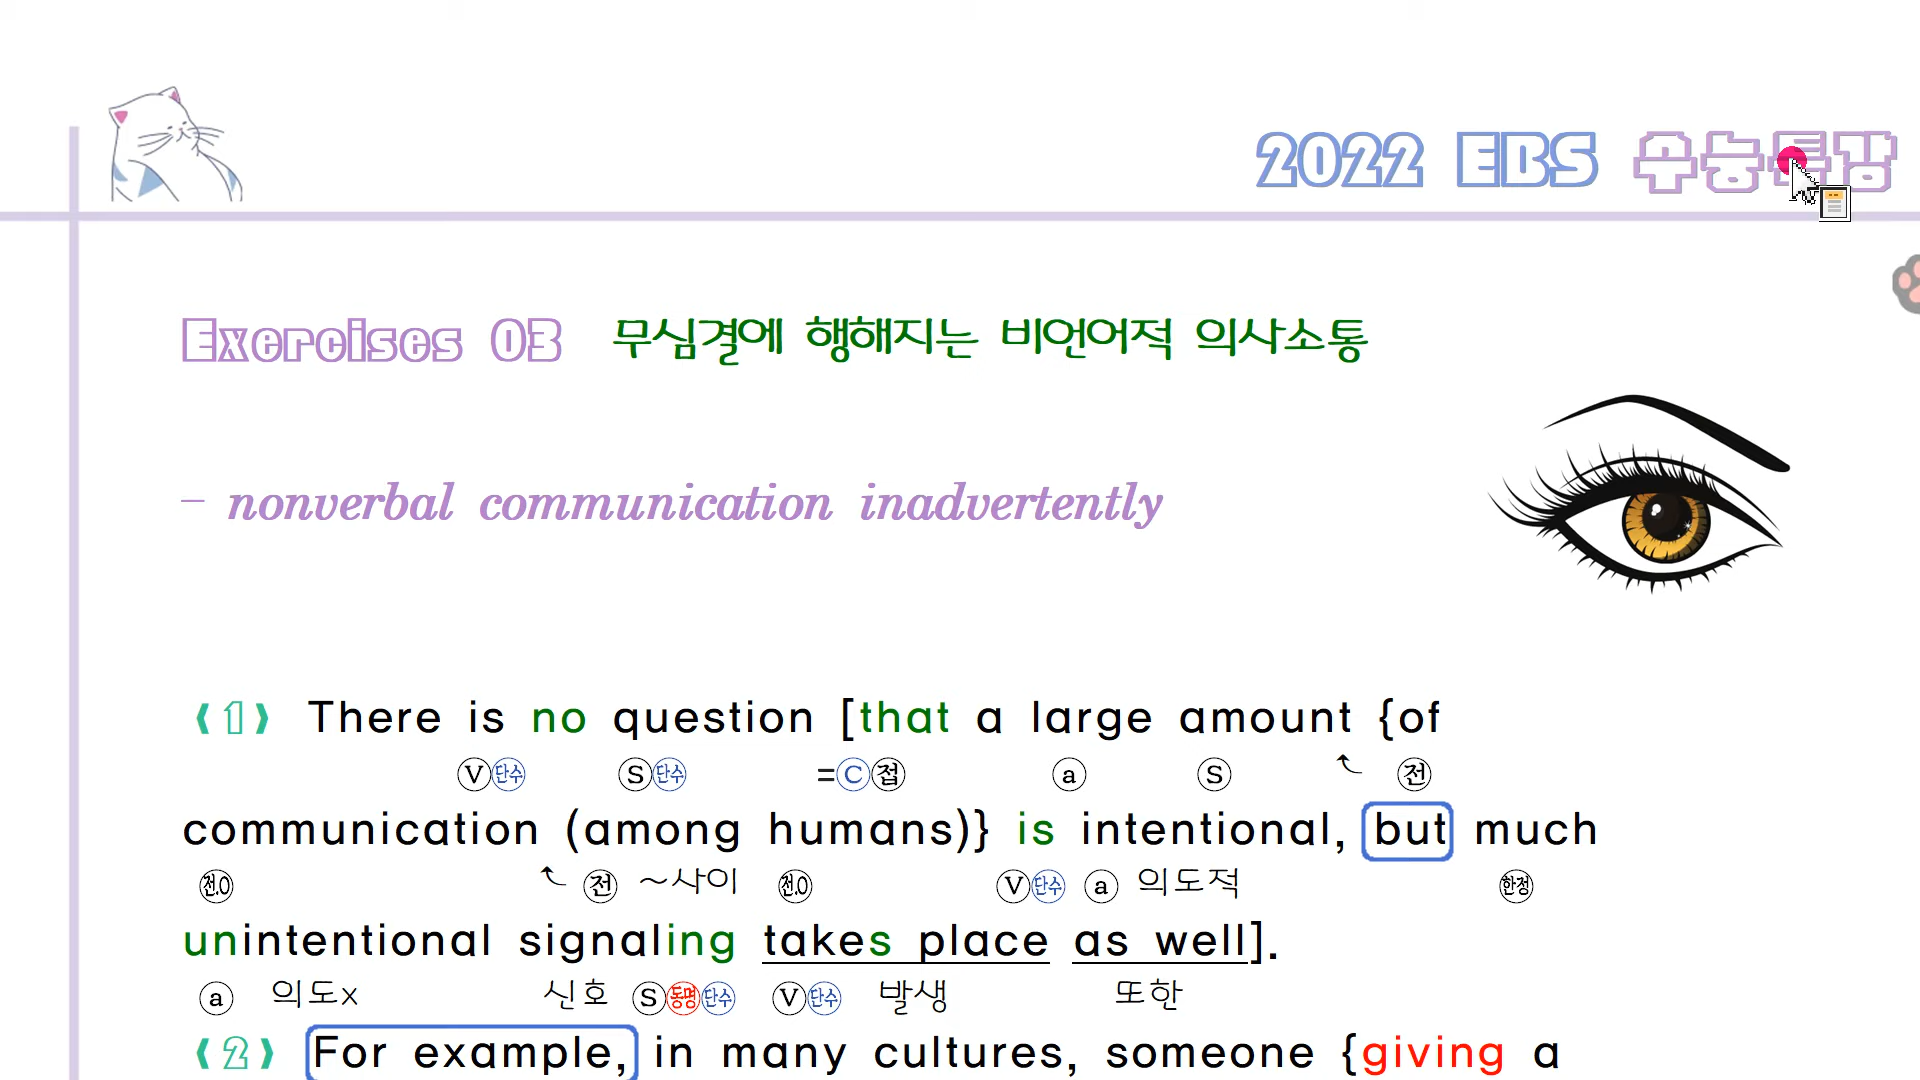 2022 EBS 수능특강
Exercises 03 무심결에 행해지는 비언어적 의사소통
- nonverbal communication inadvertently
(1) There is no question [that a large amount {of
V 단수 S 단수 =C 접 a S 전
communication (among humans)} is intentional, but much
전.O 전 ~사이 전.O V 단수 a 의도적 한정
unintentional signaling takes place as well].
a 의도x 신호 S 동명 단수 V 단수 발생 또한
(2) For example, in many cultures, someone {giving a